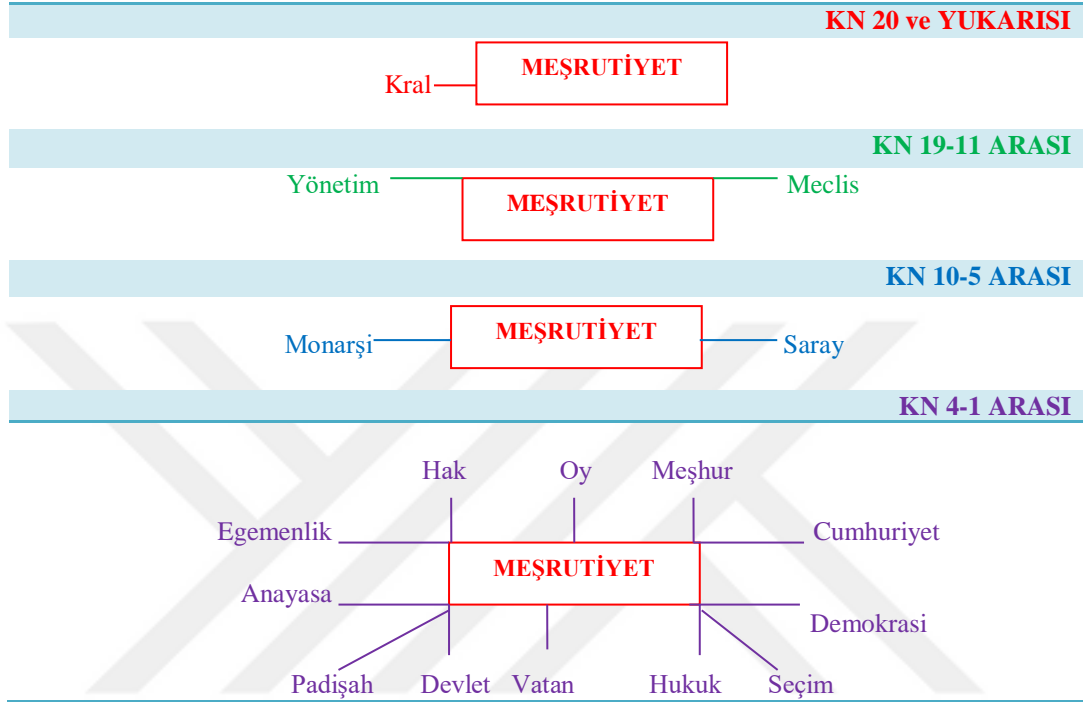 KN 20 ve YUKARISI
MEŞRUTİYET
Kral
KN 19-11 ARASI
Yönetim
Meclis
MEŞRUTİYET
KN 10-5 ARASI
MEŞRUTİYET
Monarşi
Saray
KN 4-1 ARASI
Hak
Oy
Meşhur
Egemenlik
Cumhuriyet
MEŞRUTİYET
Anayasa
Demokrasi
Padişah
Devlet
Vatan
Hukuk
Seçim